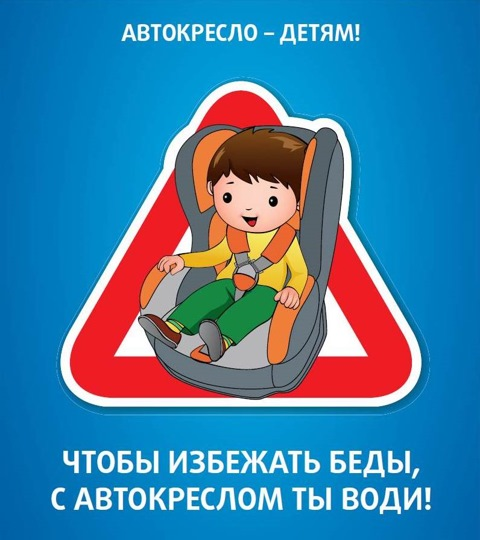 АВТОКРЕСЛО – ДЕТЯМ!
ЧТОБЫ ИЗБЕЖАТЬ БЕДЫ,
С АВТОКРЕСЛОМ ТЫ ВОДИ!